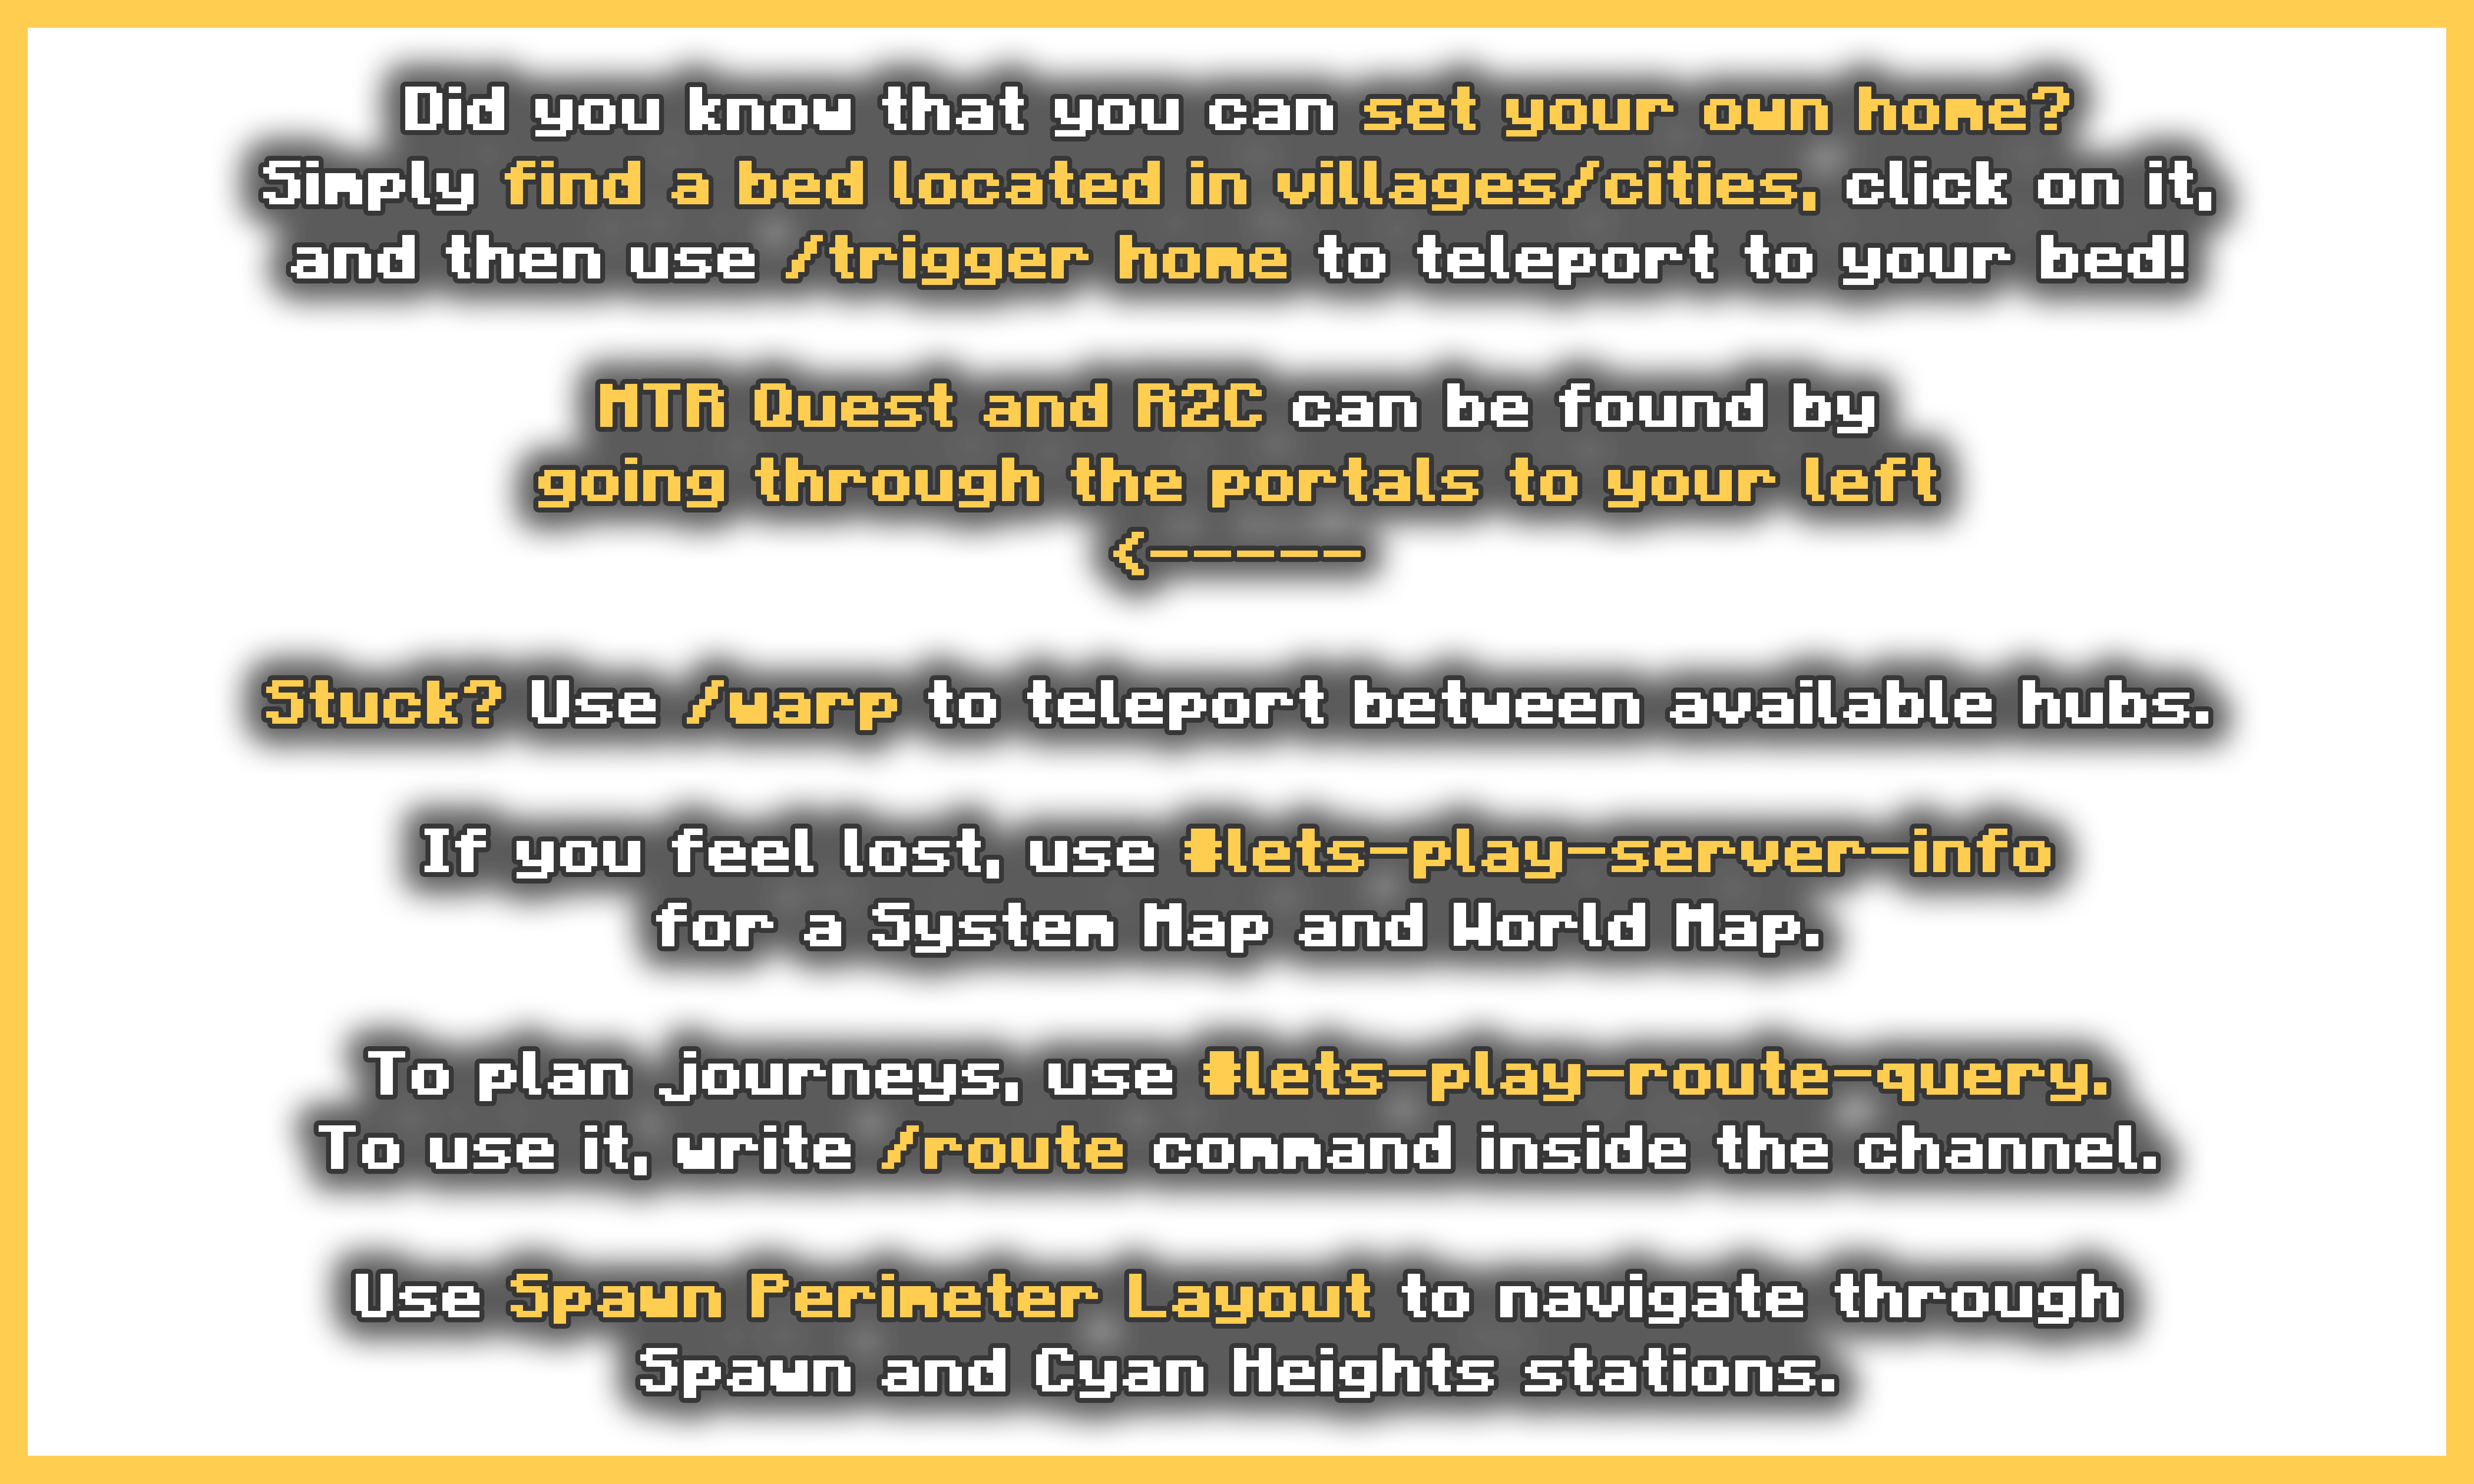 Did you know that you can set your own home?
Simply find a bed located in villages/cities, click on it,
and then use /trigger home to teleport to your bed!
MTR Quest and R2C can be found by
going through the portals to your left
<-----
Stuck? Use /warp to teleport between available hubs.
If you feel lost, use #lets-play-server-info
for a System Map and World Map.
To plan journeys, use #lets-play-route-query.
To use it, write /route command inside the channel.
Use Spawn Perimeter Layout to navigate through
Spawn and Cyan Heights stations.